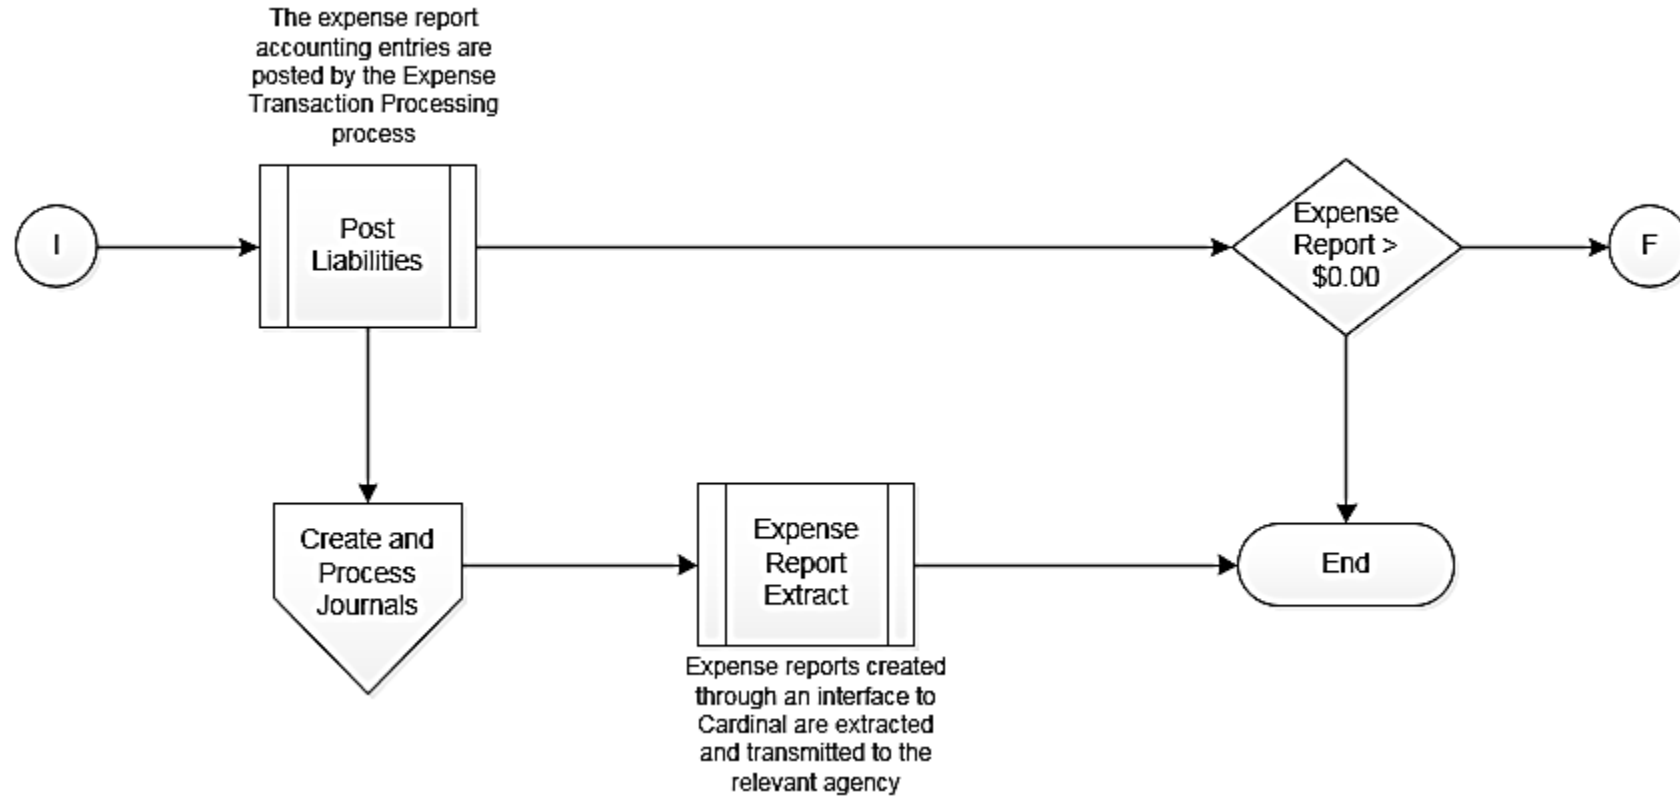 The expense report
accounting entries are
posted by the Expense
Transaction Processing
process
I
Post
Liabilities
Expense
Report >
$0.00
F
Create and
Process
Journals
Expense
Report
Extract
End
Expense reports created
through an interface to
Cardinal are extracted
and transmitted to the
relevant agency